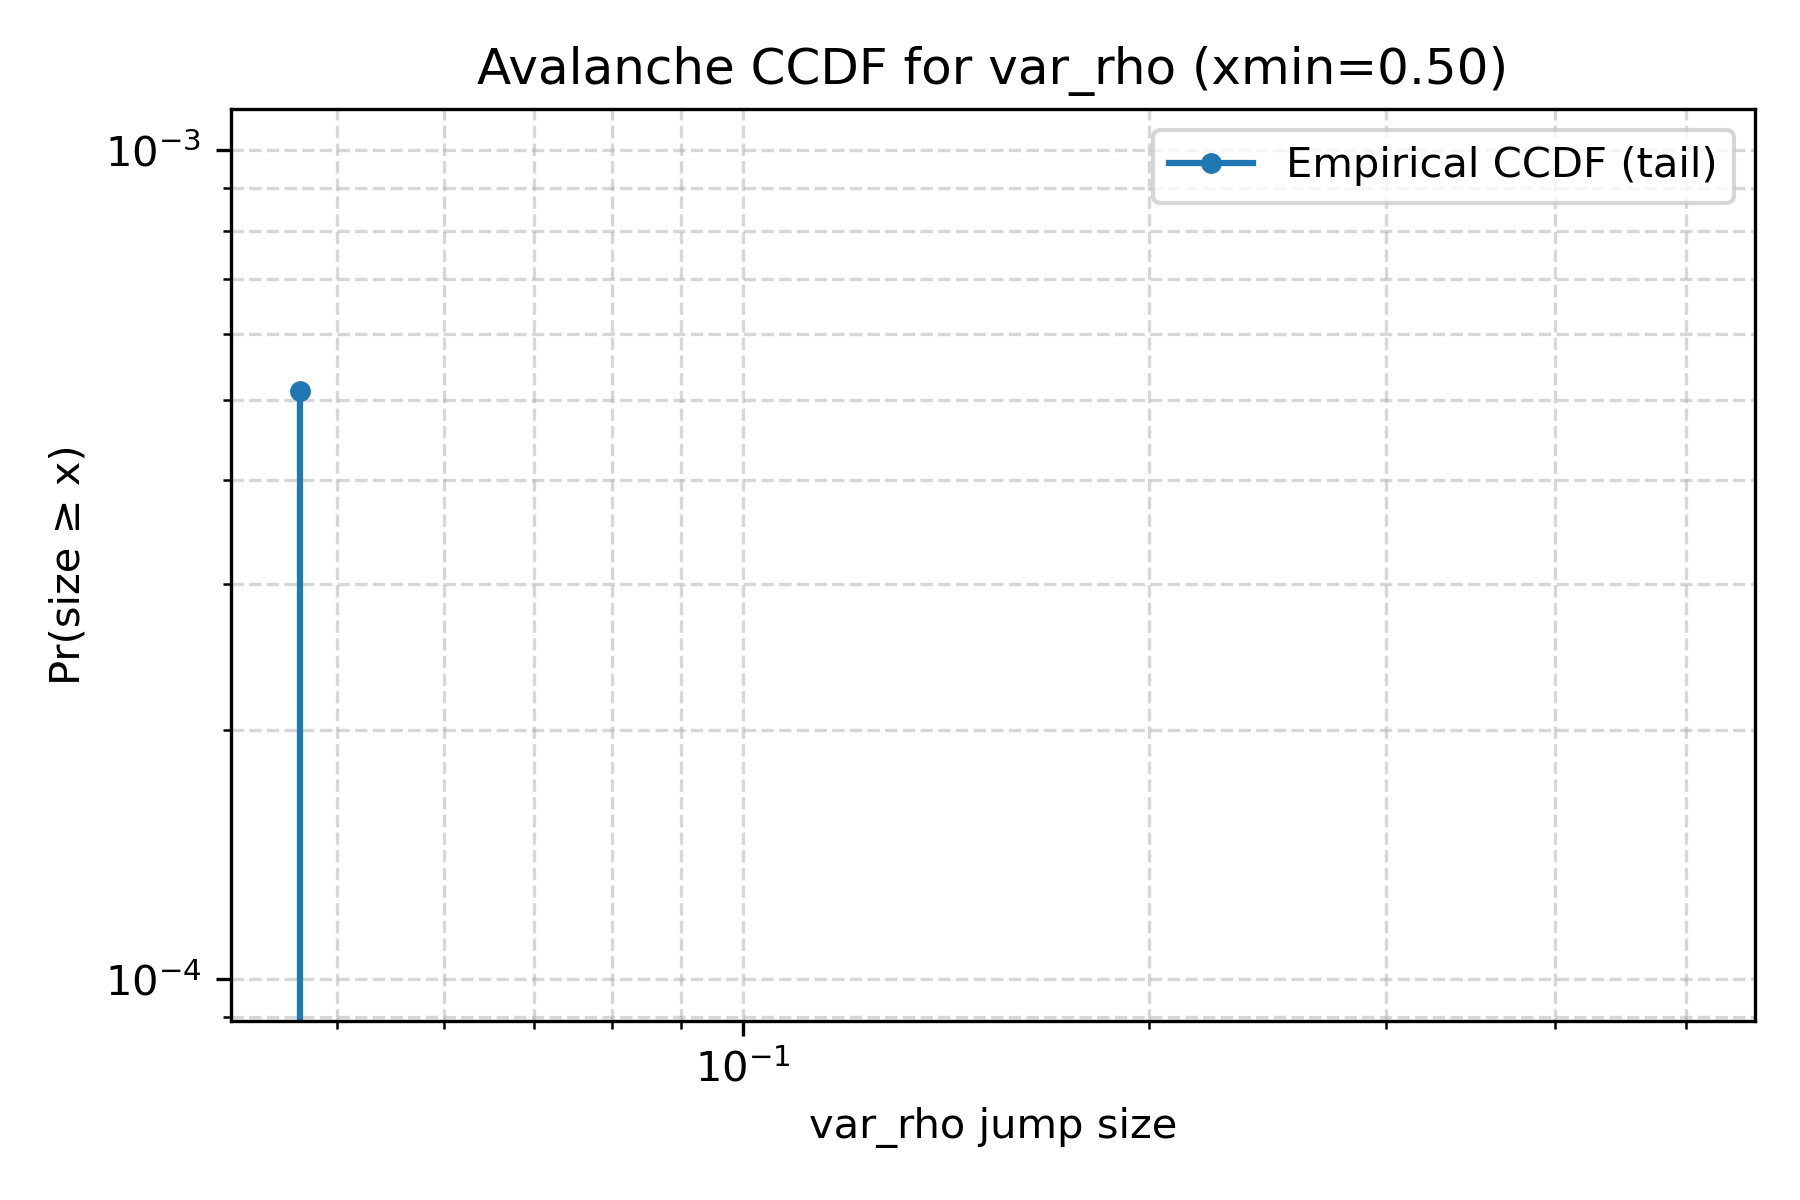 Avalanche CCDF for var_rho (xmin=0.50)
Empirical CCDF (tail)
10⁻³
10⁻⁴
Pr(size ≥ x)
10⁻¹
var_rho jump size